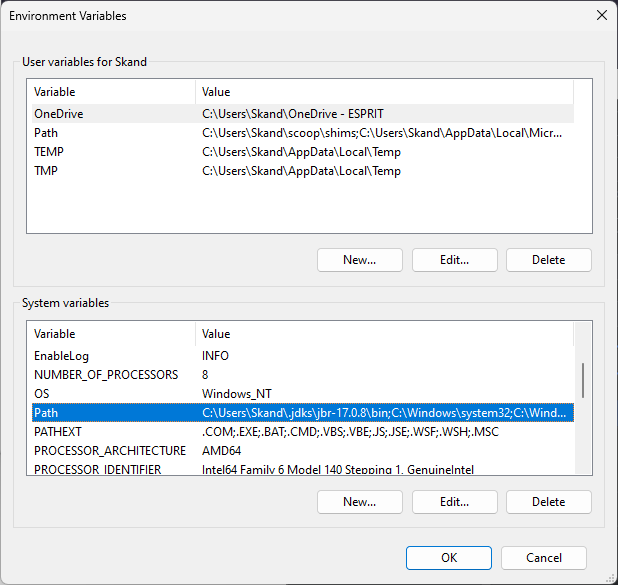 Environment Variables
User variables for Skand
Variable Value
OneDrive C:\Users\Skand\OneDrive - ESPRIT
Path C:\Users\Skand\scoop\shims;C:\Users\Skand\AppData\Local\Micr...
TEMP C:\Users\Skand\AppData\Local\Temp
TMP C:\Users\Skand\AppData\Local\Temp
New... Edit... Delete
System variables
Variable Value
EnableLog INFO
NUMBER_OF_PROCESSORS 8
OS Windows_NT
Path C:\Users\Skand\.jdks\jbr-17.0.8\bin;C:\Windows\system32;C:\Wind...
PATHEXT .COM;.EXE;.BAT;.CMD;.VBS;.VBE;.JS;.JSE;.WSF;.WSH;.MSC
PROCESSOR_ARCHITECTURE AMD64
PROCESSOR_IDENTIFIER Intel64 Family 6 Model 140 Stepping 1, GenuineIntel
New... Edit... Delete
OK Cancel